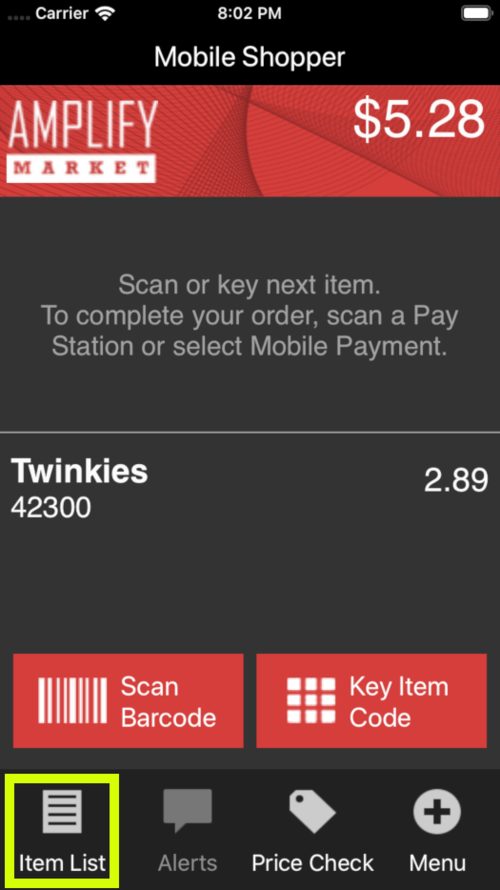 Carrier 8:02 PM
Mobile Shopper
AMPLIFY
MARKET
$5.28
Scan or key next item.
To complete your order, scan a Pay
Station or select Mobile Payment.
Twinkies
42300
2.89
Scan
Barcode
Key Item
Code
Item List
Alerts
Price Check
Menu